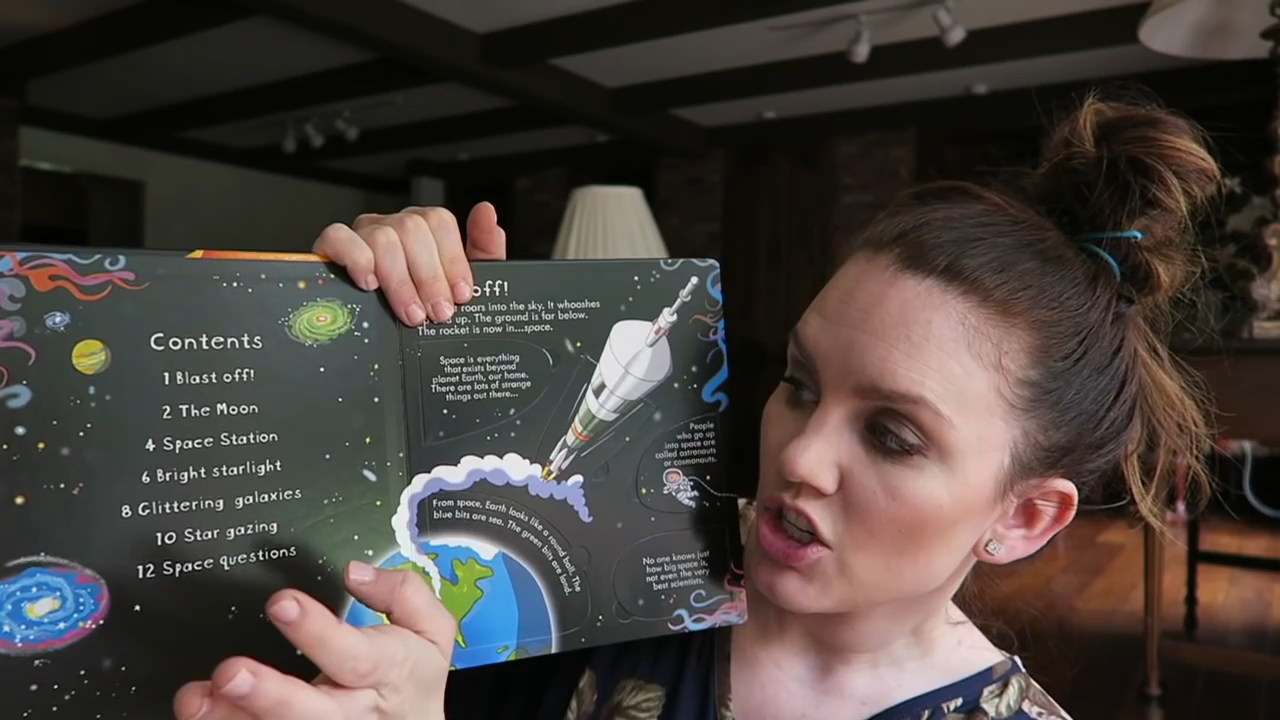 Contents
1 Blast off!
2 The Moon
4 Space Station
6 Bright starlight
8 Glittering galaxies
10 Star gazing
12 Space questions
off!
roars into the sky. It whooshes
up. The ground is far below.
The rocket is now in...space.
Space is everything
that exists beyond
planet Earth, our home.
There are lots of strange
things out there...
People
who go up
into space are
called astronauts
or cosmonauts.
From space, Earth looks like a round ball. The
blue bits are sea. The green bits are land.
No one knows just
how big space is,
not even the very
best scientists.